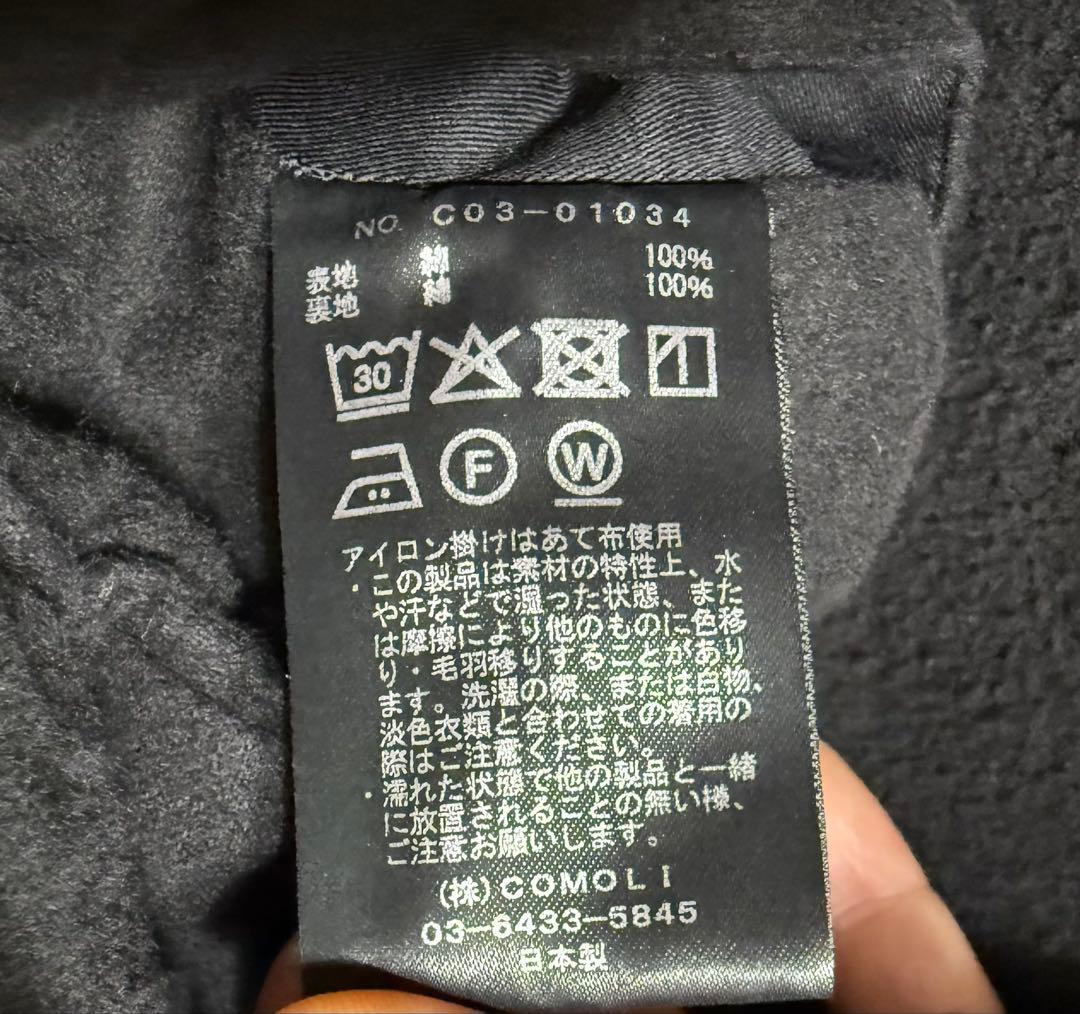 NO. C03-01034
表地 綿 100%
裏地 綿 100%
30
F
W
アイロン掛けはあて布使用
・この製品は素材の特性上、水
や汗などで湿った状態、また
は摩擦により他のものに色移り
・毛羽移りすることがあり
ます。洗濯の際、または白物、
淡色衣類と合わせての着用の
際はご注意ください。
・濡れた状態で他の製品と一緒
に放置されることの無い様、
ご注意お願いします。
(株)COMOLI
03-6433-5845
日本製